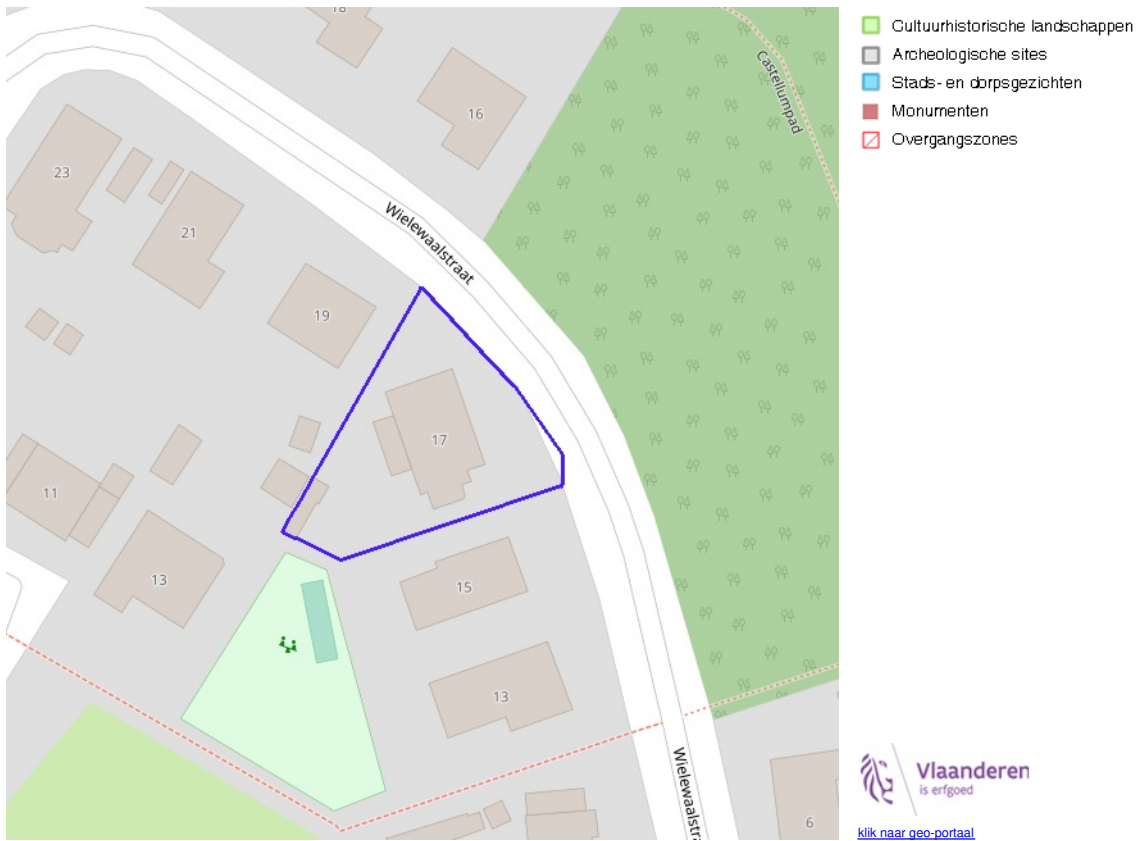 18
16
Castellumpad
23
21
Wielewaalstraat
19
17
11
13
15
13
Wielewaalstr
6
Cultuurhistorische landschappen
Archeologische sites
Stads- en dorpsgezichten
Monumenten
Overgangszones
Vlaanderen
is erfgoed
klik naar geo-portaal